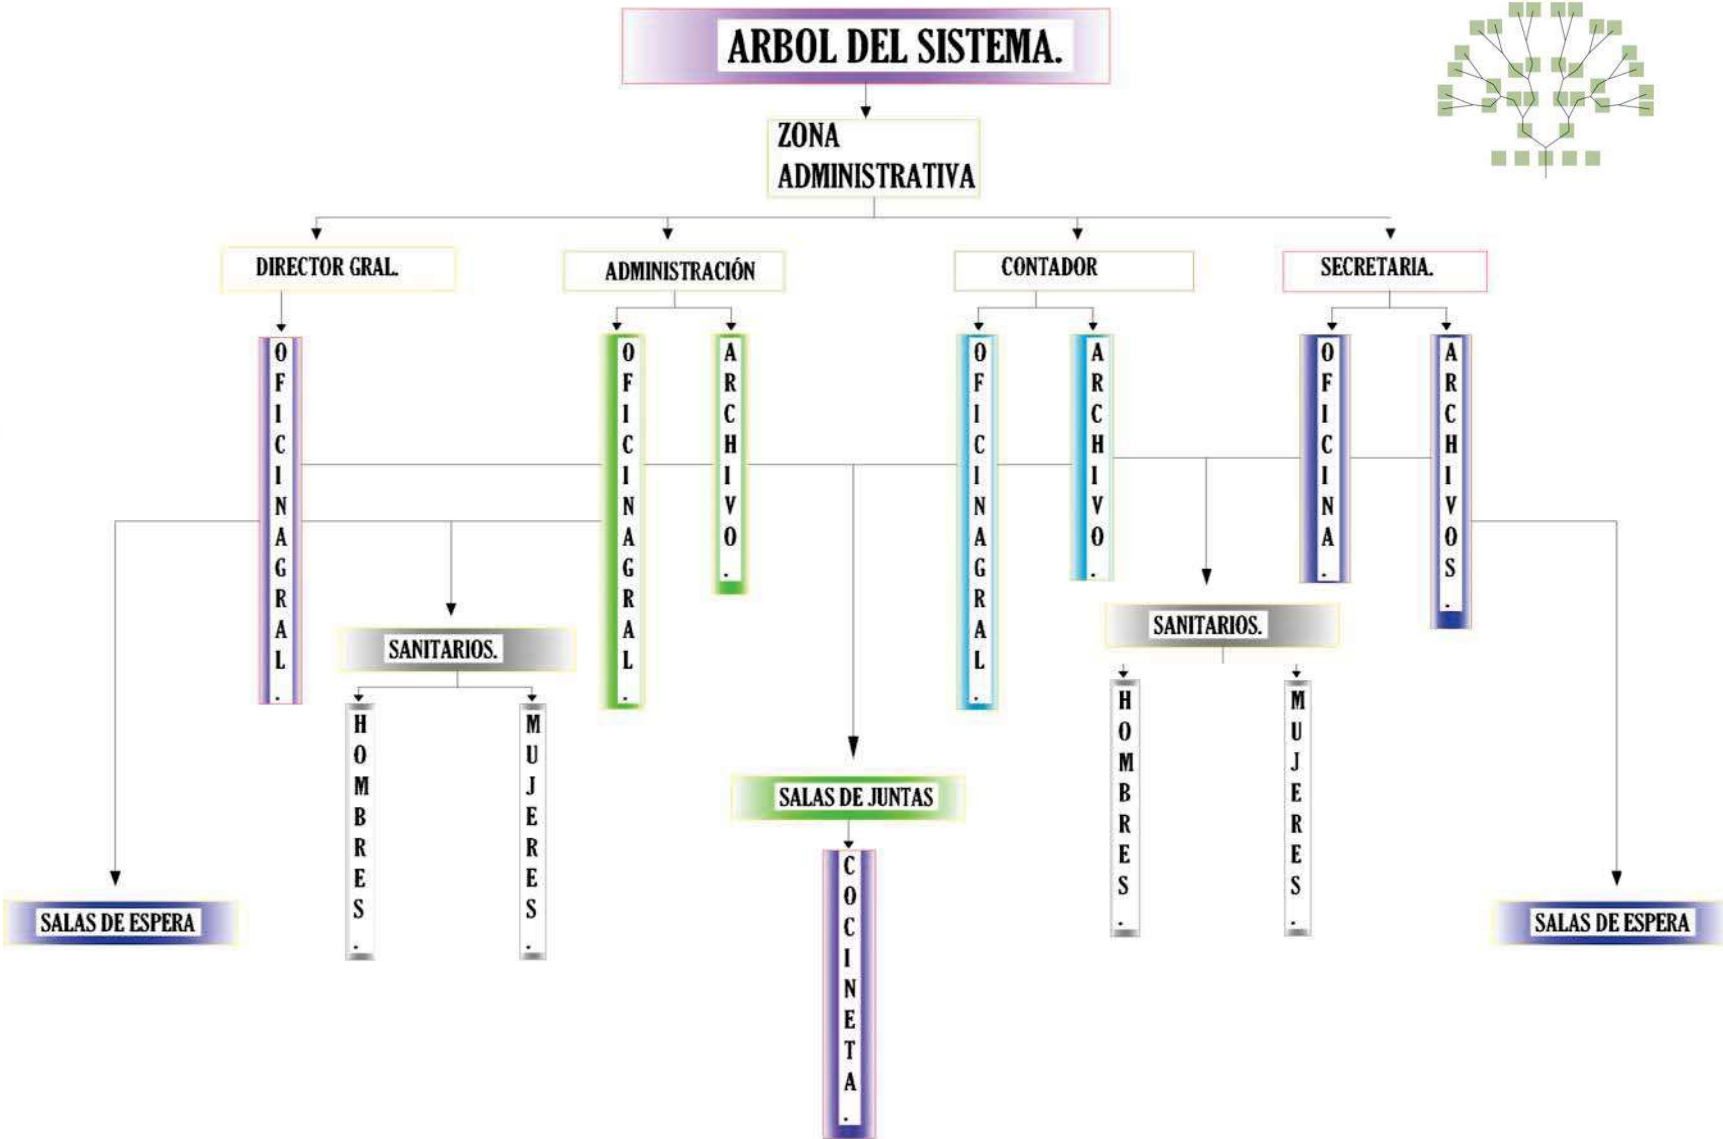 ARBOL DEL SISTEMA.
ZONA
ADMINISTRATIVA
DIRECTOR GRAL.
ADMINISTRACIÓN
CONTADOR
SECRETARIA.
OFICINAGRAL.
OFICINAGRAL.
ARCHIVO.
OFICINAGRAL.
ARCHIVO.
OFICINA.
ARCHIVOS.
SANITARIOS.
SANITARIOS.
HOMBRES.
MUJERES.
HOMBRES.
MUJERES.
SALAS DE JUNTAS
COCINETA.
SALAS DE ESPERA
SALAS DE ESPERA